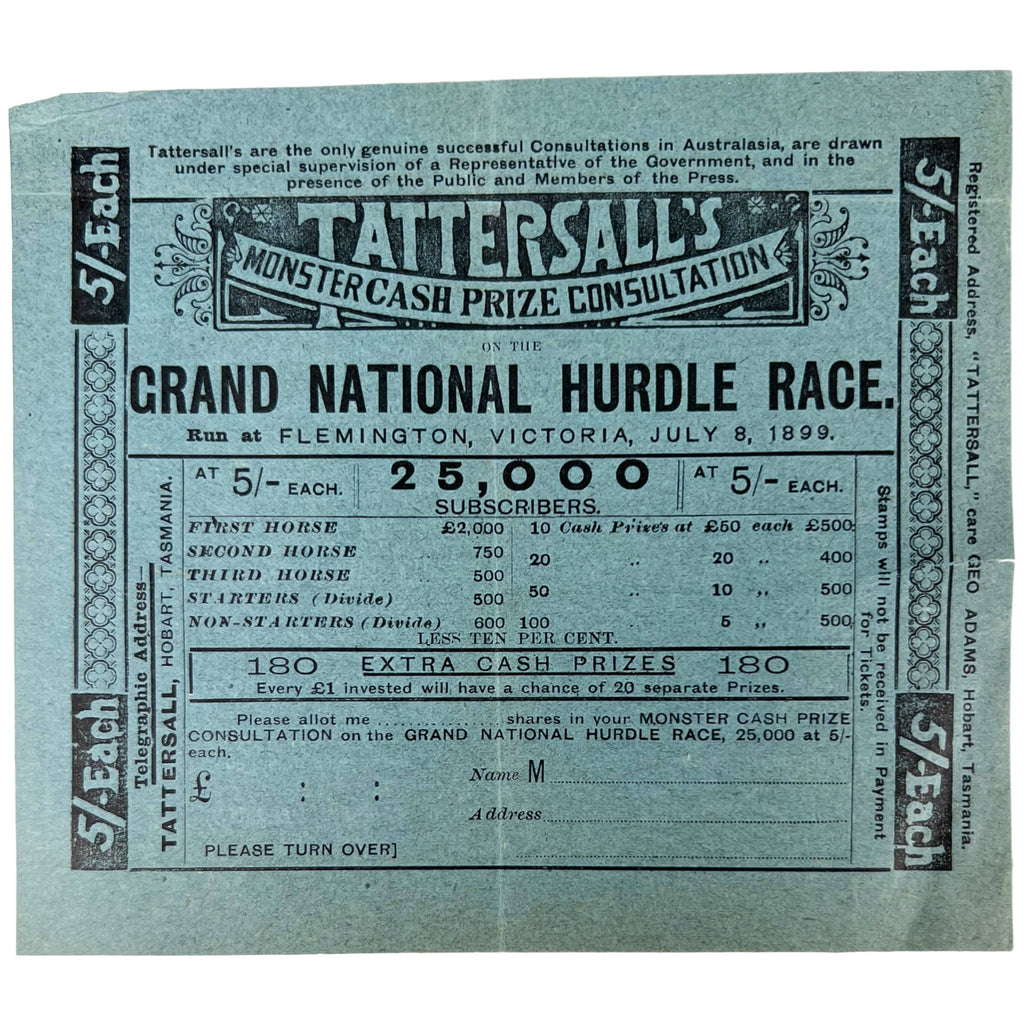 Tattersall's are the only genuine successful Consultations in Australasia, are drawn
under special supervision of a Representative of the Government, and in the
presence of the Public and Members of the Press.
5/-Each
5/-Each
TATTERSALL'S
MONSTER CASH PRIZE CONSULTATION
ON THE
GRAND NATIONAL HURDLE RACE.
Run at FLEMINGTON, VICTORIA, JULY 8, 1899.
AT 5/- EACH. 25,000 AT 5/- EACH.
SUBSCRIBERS.
FIRST HORSE £2,000 10 Cash Prize's at £50 each £500
SECOND HORSE 750 20 „ 20 „ 400
THIRD HORSE 500
STARTERS (Divide) 500 50 „ 10 „ 500
NON-STARTERS (Divide) 600 100 „ 5 „ 500
LESS TEN PER CENT.
180 EXTRA CASH PRIZES 180
Every £1 invested will have a chance of 20 separate Prizes.
Please allot me ................ shares in your MONSTER CASH PRIZE
CONSULTATION on the GRAND NATIONAL HURDLE RACE, 25,000 at 5/-
each.
£ : :
Name M
Address
PLEASE TURN OVER]
5/-Each
5/-Each
Telegraphic Address—
TATTERSALL, HOBART, TASMANIA.
Stamps will not be received in Payment
for Tickets.
Registered Address, "TATTERSALL," care GEO ADAMS, Hobart, Tasmania.